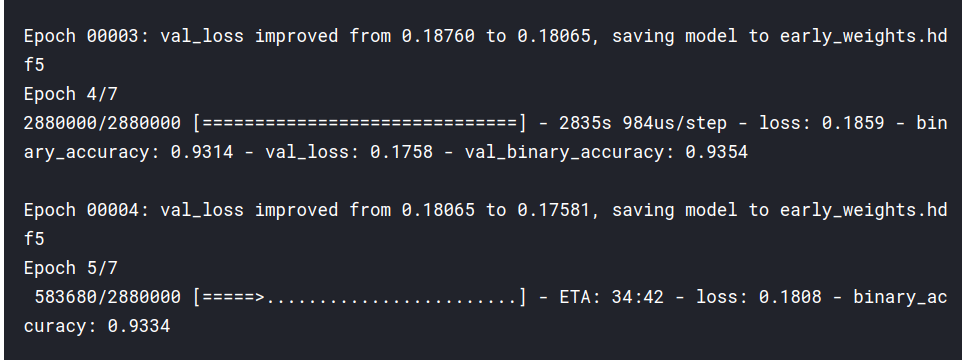 Epoch 00003: val_loss improved from 0.18760 to 0.18065, saving model to early_weights.hd
f5
Epoch 4/7
2880000/2880000 [==============================] - 2835s 984us/step - loss: 0.1859 - bin
ary_accuracy: 0.9314 - val_loss: 0.1758 - val_binary_accuracy: 0.9354
Epoch 00004: val_loss improved from 0.18065 to 0.17581, saving model to early_weights.hd
f5
Epoch 5/7
583680/2880000 [=====>........................] - ETA: 34:42 - loss: 0.1808 - binary_ac
curacy: 0.9334